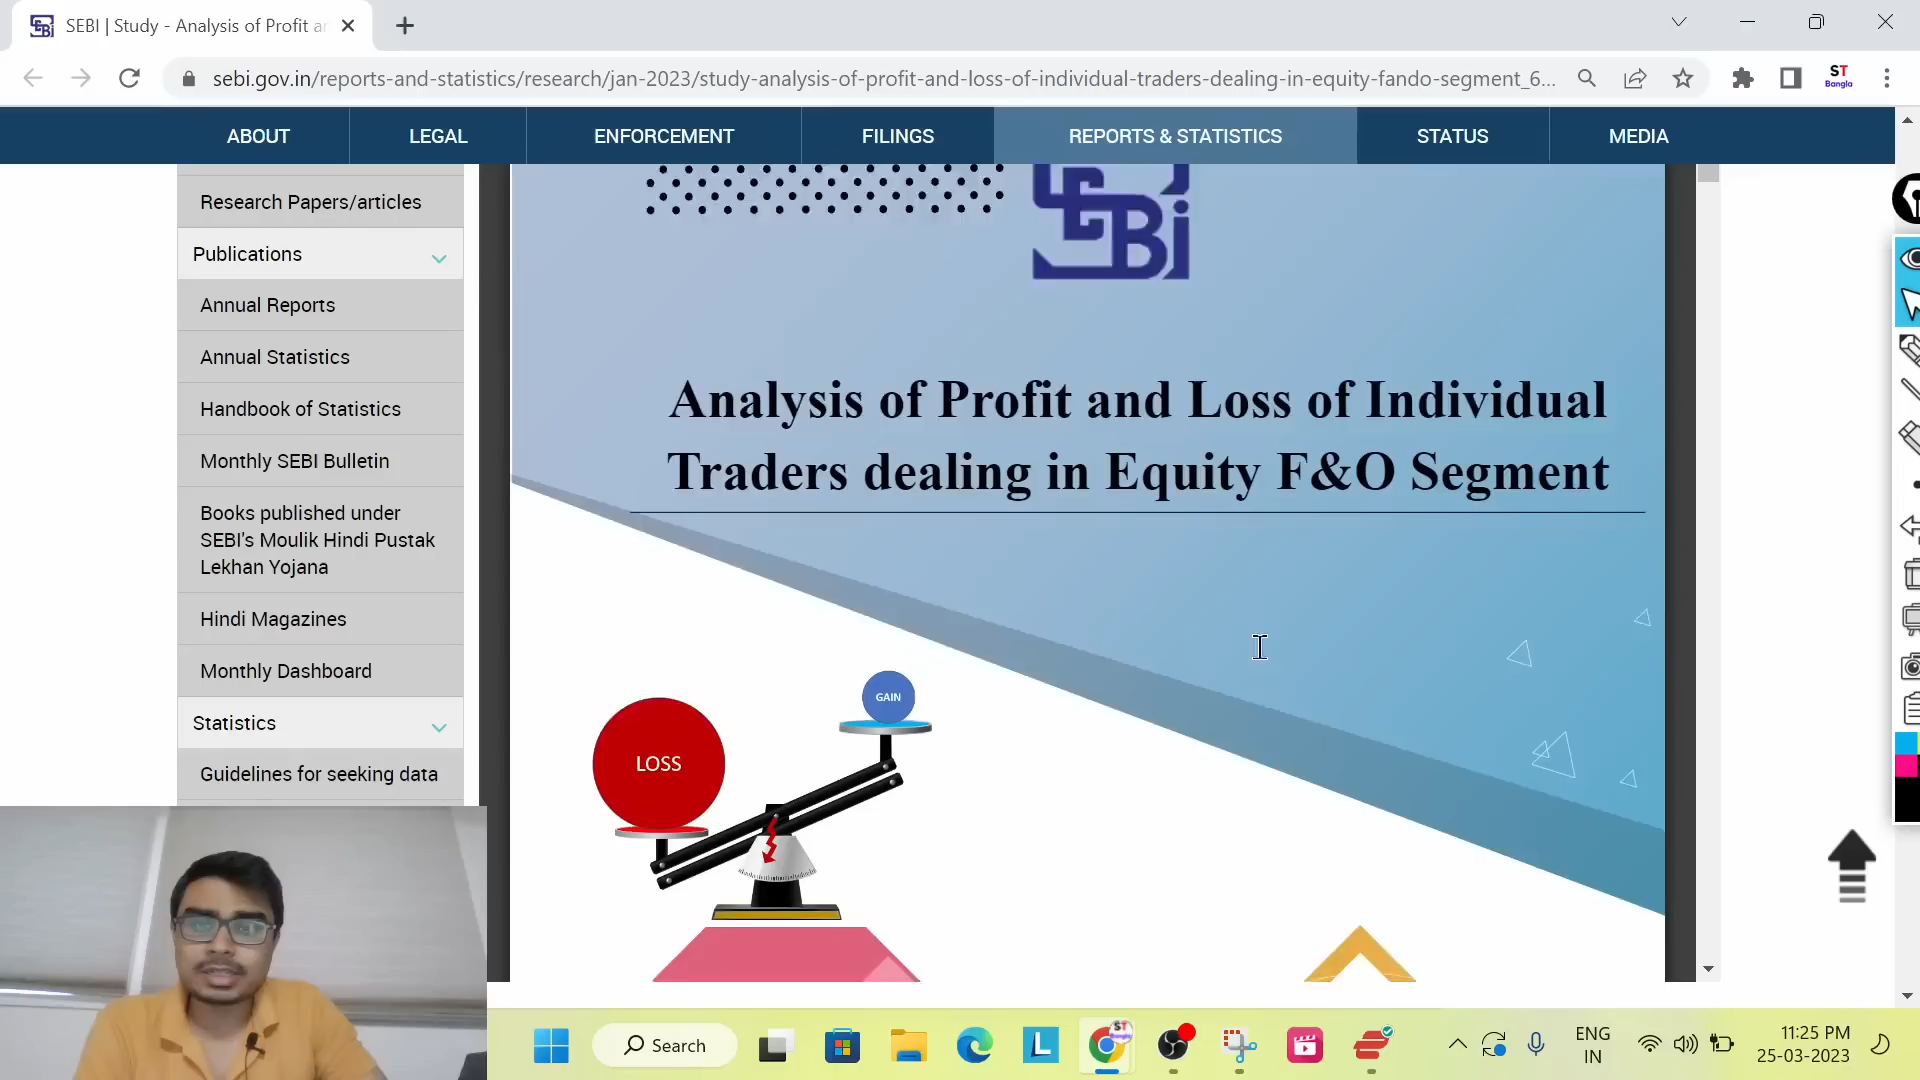 SEBI | Study - Analysis of Profit ar
sebi.gov.in/reports-and-statistics/research/jan-2023/study-analysis-of-profit-and-loss-of-individual-traders-dealing-in-equity-fando-segment_6...
ST
Bangla
ABOUT
LEGAL
ENFORCEMENT
FILINGS
REPORTS & STATISTICS
STATUS
MEDIA
Research Papers/articles
Publications
Annual Reports
Annual Statistics
Handbook of Statistics
Monthly SEBI Bulletin
Books published under
SEBI's Moulik Hindi Pustak
Lekhan Yojana
Hindi Magazines
Monthly Dashboard
Statistics
Guidelines for seeking data
SEBI
Analysis of Profit and Loss of Individual
Traders dealing in Equity F&O Segment
GAIN
LOSS
Search
L
ST
ENG
IN
11:25 PM
25-03-2023